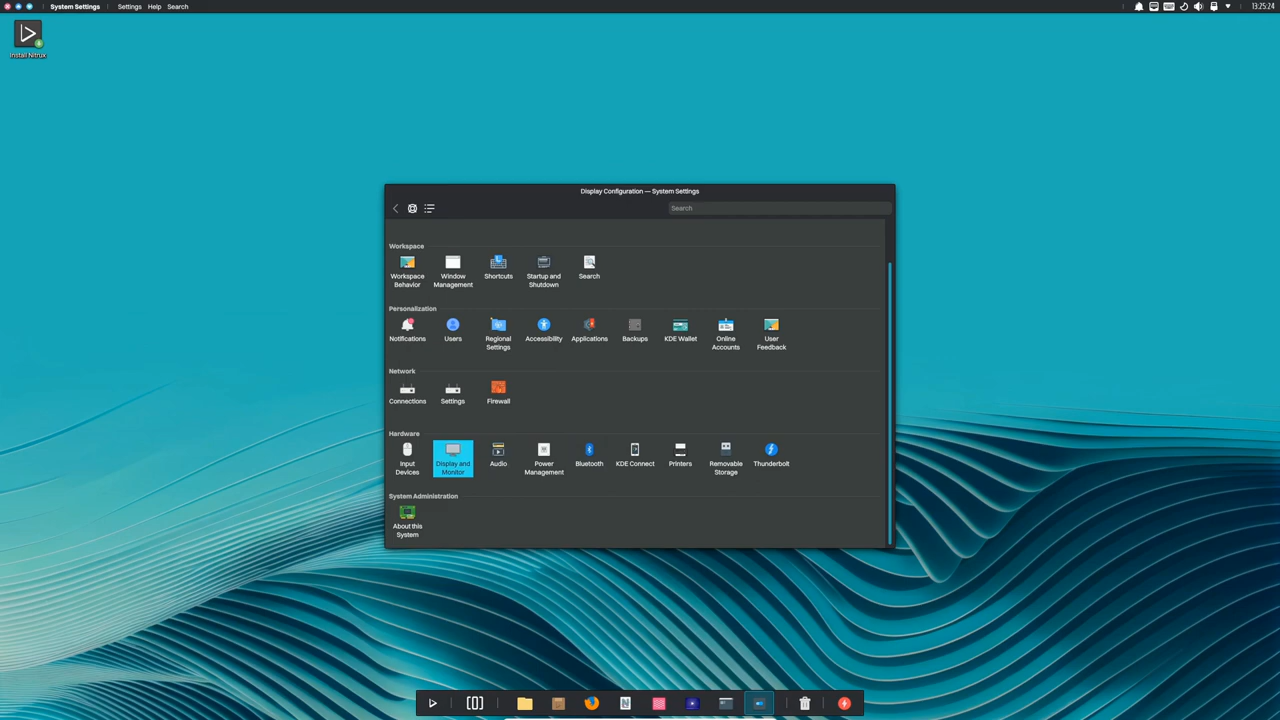 System Settings Settings Help Search 13:25:24
Install Nitrux
Display Configuration — System Settings
Search
Workspace
Workspace Behavior
Window Management
Shortcuts
Startup and Shutdown
Search
Personalization
Notifications
Users
Regional Settings
Accessibility
Applications
Backups
KDE Wallet
Online Accounts
User Feedback
Network
Connections
Settings
Firewall
Hardware
Input Devices
Display and Monitor
Audio
Power Management
Bluetooth
KDE Connect
Printers
Removable Storage
Thunderbolt
System Administration
About this System